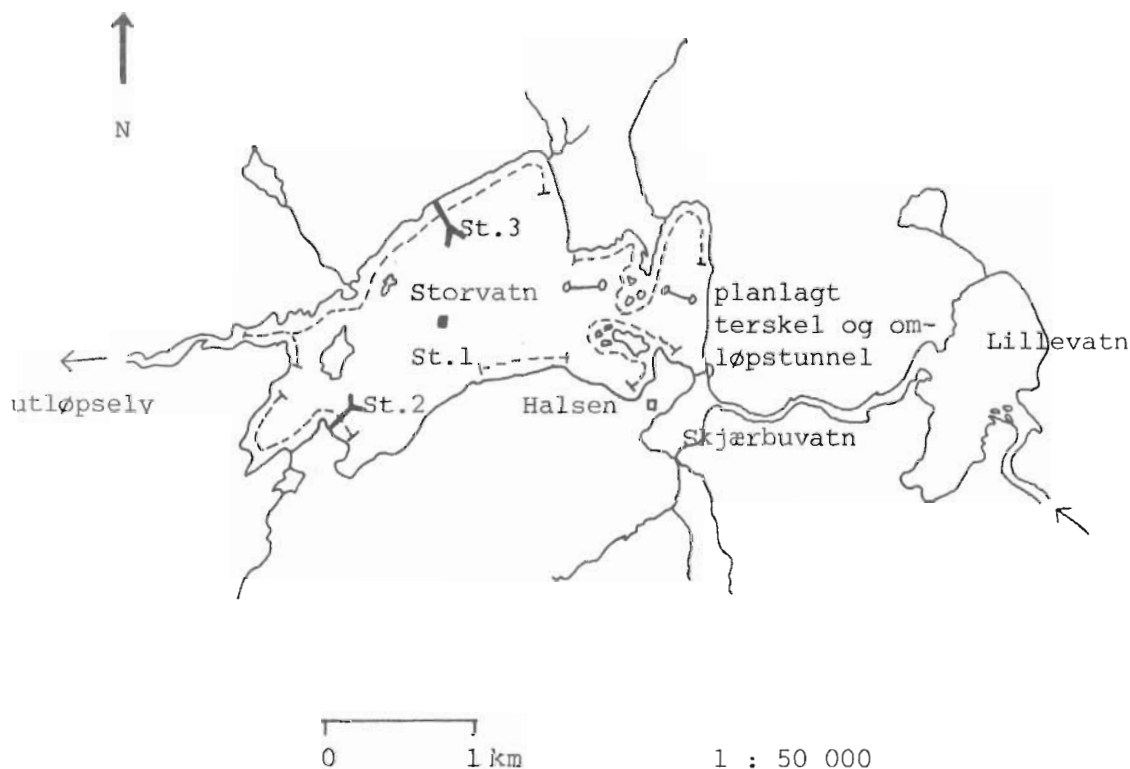 N
St.3
Storvatn
planlagt
terskel og om-
løpstunnel
Lillevatn
St.1
utløpselv
St.2
Halsen
Skjærbuvatn
0 1 km 1 : 50 000